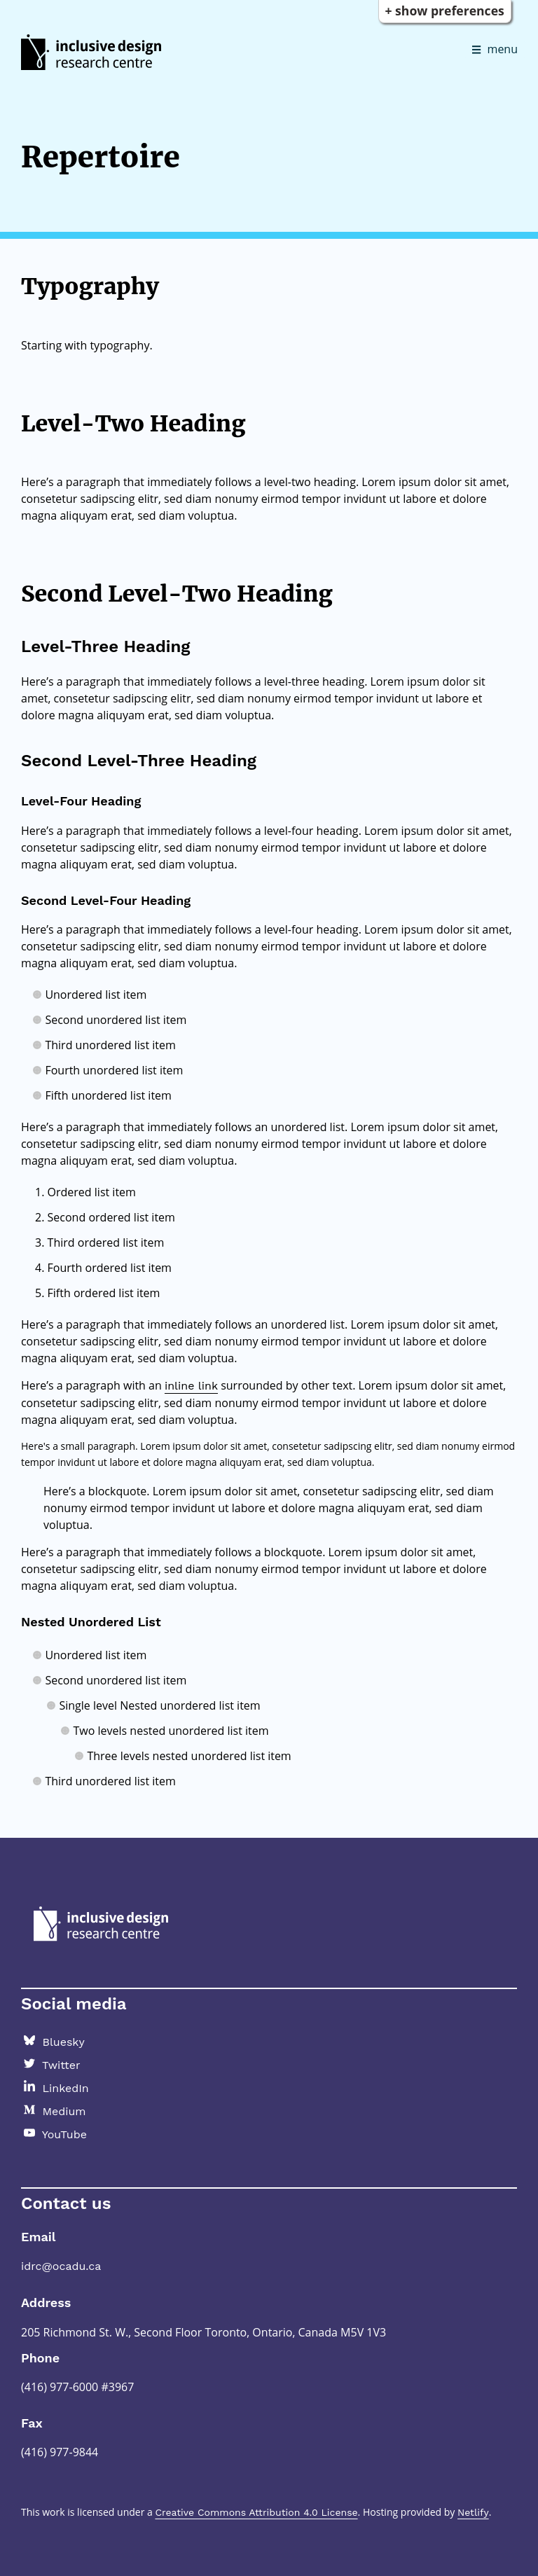 + show preferences
inclusive design
research centre
menu
Repertoire
Typography
Starting with typography.
Level-Two Heading
Here’s a paragraph that immediately follows a level-two heading. Lorem ipsum dolor sit amet,
consetetur sadipscing elitr, sed diam nonumy eirmod tempor invidunt ut labore et dolore
magna aliquyam erat, sed diam voluptua.
Second Level-Two Heading
Level-Three Heading
Here’s a paragraph that immediately follows a level-three heading. Lorem ipsum dolor sit
amet, consetetur sadipscing elitr, sed diam nonumy eirmod tempor invidunt ut labore et
dolore magna aliquyam erat, sed diam voluptua.
Second Level-Three Heading
Level-Four Heading
Here’s a paragraph that immediately follows a level-four heading. Lorem ipsum dolor sit amet,
consetetur sadipscing elitr, sed diam nonumy eirmod tempor invidunt ut labore et dolore
magna aliquyam erat, sed diam voluptua.
Second Level-Four Heading
Here’s a paragraph that immediately follows a level-four heading. Lorem ipsum dolor sit amet,
consetetur sadipscing elitr, sed diam nonumy eirmod tempor invidunt ut labore et dolore
magna aliquyam erat, sed diam voluptua.
Unordered list item
Second unordered list item
Third unordered list item
Fourth unordered list item
Fifth unordered list item
Here’s a paragraph that immediately follows an unordered list. Lorem ipsum dolor sit amet,
consetetur sadipscing elitr, sed diam nonumy eirmod tempor invidunt ut labore et dolore
magna aliquyam erat, sed diam voluptua.
1. Ordered list item
2. Second ordered list item
3. Third ordered list item
4. Fourth ordered list item
5. Fifth ordered list item
Here’s a paragraph that immediately follows an unordered list. Lorem ipsum dolor sit amet,
consetetur sadipscing elitr, sed diam nonumy eirmod tempor invidunt ut labore et dolore
magna aliquyam erat, sed diam voluptua.
Here’s a paragraph with an inline link surrounded by other text. Lorem ipsum dolor sit amet,
consetetur sadipscing elitr, sed diam nonumy eirmod tempor invidunt ut labore et dolore
magna aliquyam erat, sed diam voluptua.
Here's a small paragraph. Lorem ipsum dolor sit amet, consetetur sadipscing elitr, sed diam nonumy eirmod
tempor invidunt ut labore et dolore magna aliquyam erat, sed diam voluptua.
Here’s a blockquote. Lorem ipsum dolor sit amet, consetetur sadipscing elitr, sed diam
nonumy eirmod tempor invidunt ut labore et dolore magna aliquyam erat, sed diam
voluptua.
Here’s a paragraph that immediately follows a blockquote. Lorem ipsum dolor sit amet,
consetetur sadipscing elitr, sed diam nonumy eirmod tempor invidunt ut labore et dolore
magna aliquyam erat, sed diam voluptua.
Nested Unordered List
Unordered list item
Second unordered list item
Single level Nested unordered list item
Two levels nested unordered list item
Three levels nested unordered list item
Third unordered list item
inclusive design
research centre
Social media
Bluesky
Twitter
LinkedIn
Medium
YouTube
Contact us
Email
idrc@ocadu.ca
Address
205 Richmond St. W., Second Floor Toronto, Ontario, Canada M5V 1V3
Phone
(416) 977-6000 #3967
Fax
(416) 977-9844
This work is licensed under a Creative Commons Attribution 4.0 License. Hosting provided by Netlify.